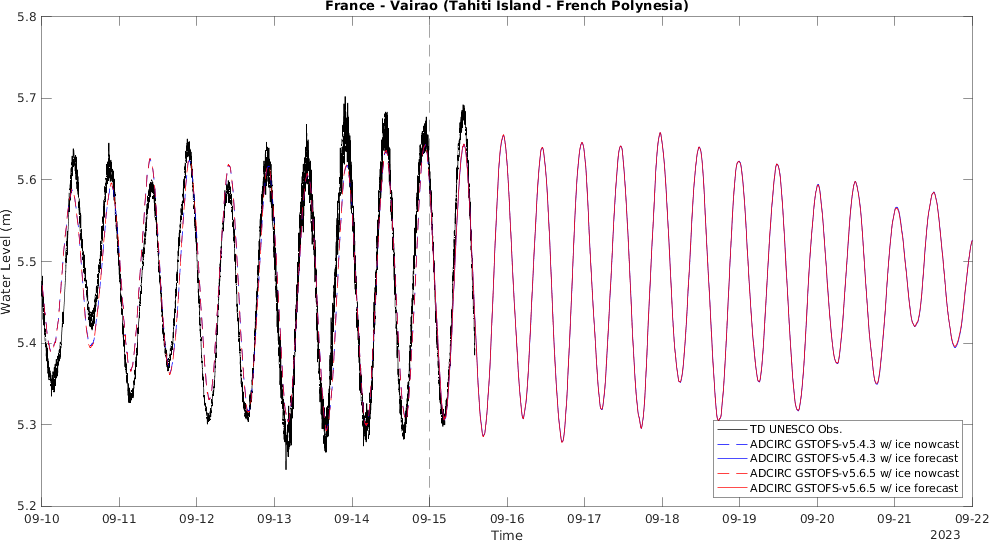 France - Vairao (Tahiti Island - French Polynesia)
Water Level (m)
5.8
5.7
5.6
5.5
5.4
5.3
5.2
TD UNESCO Obs.
ADCIRC GSTOFS-v5.4.3 w/ ice nowcast
ADCIRC GSTOFS-v5.4.3 w/ ice forecast
ADCIRC GSTOFS-v5.6.5 w/ ice nowcast
ADCIRC GSTOFS-v5.6.5 w/ ice forecast
09-10 09-11 09-12 09-13 09-14 09-15 09-16 09-17 09-18 09-19 09-20 09-21 09-22
Time
2023